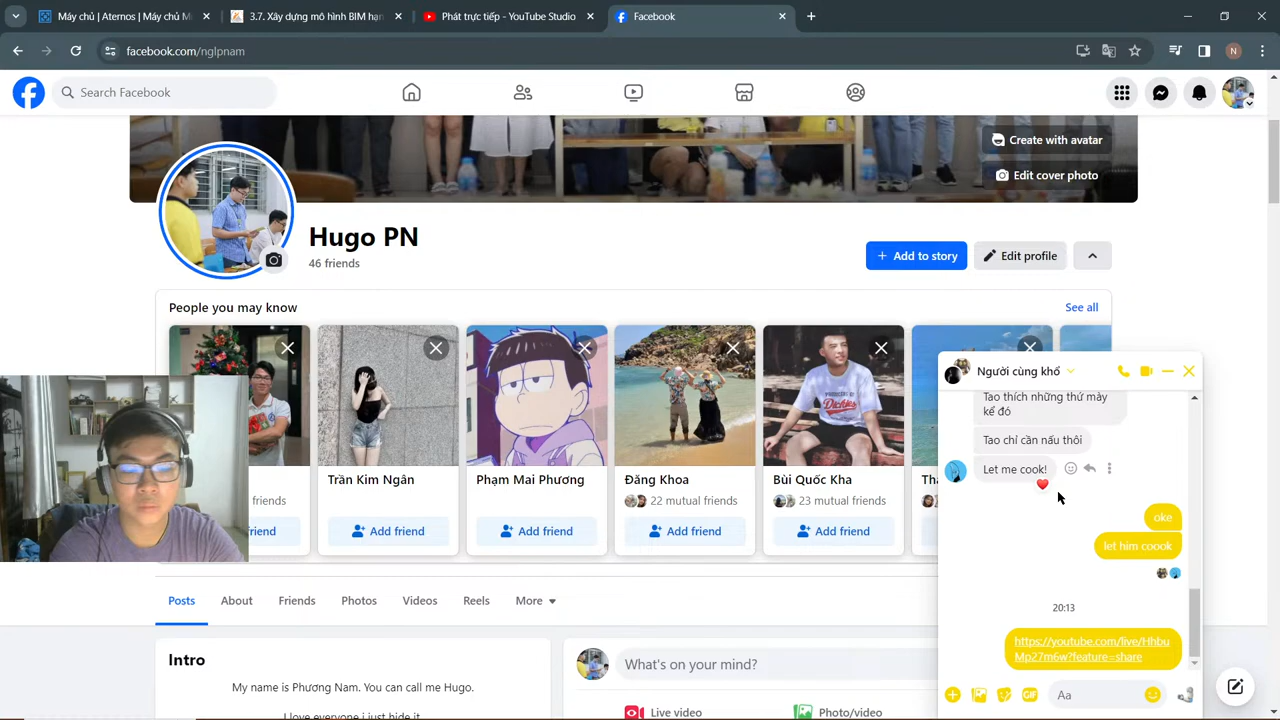 Máy chủ | Aternos | Máy chủ M
3.7. Xây dựng mô hình BIM hạn
Phát trực tiếp - YouTube Studio
Facebook
facebook.com/nglpnam
N
Search Facebook
Create with avatar
Edit cover photo
Hugo PN
46 friends
Add to story
Edit profile
People you may know
See all
Trần Kim Ngân
Phạm Mai Phương
Đăng Khoa
Bùi Quốc Kha
Th
ends
22 mutual friends
23 mutual friends
riend
Add friend
Add friend
Add friend
Add friend
Posts
About
Friends
Photos
Videos
Reels
More
Intro
My name is Phương Nam. You can call me Hugo.
I love everyone i just hide it
What's on your mind?
Live video
Photo/video
Người cùng khổ
Tao thích những thứ mày
kể đó
Tao chỉ cần nấu thôi
Let me cook!
oke
let him coook
20:13
https://youtube.com/live/Hhbu
Mp27m6w?feature=share
GIF
Aa